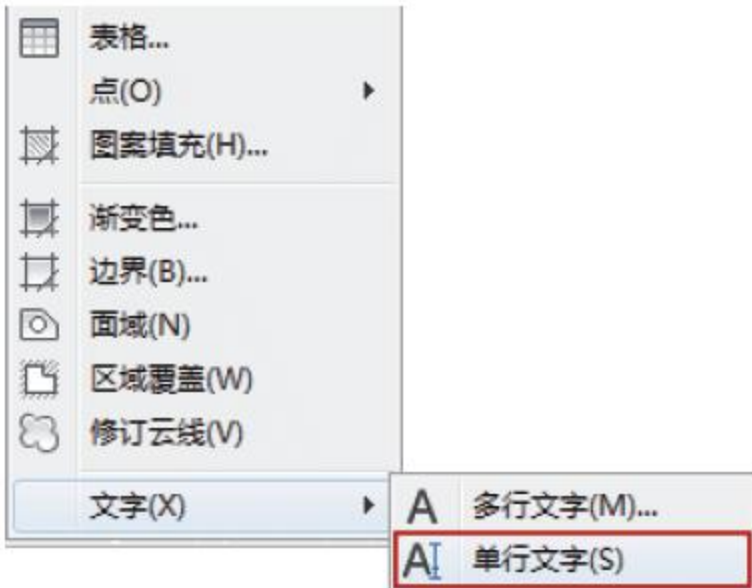 表格...
点(O)
图案填充(H)...
渐变色...
边界(B)...
面域(N)
区域覆盖(W)
修订云线(V)
文字(X)
多行文字(M)...
单行文字(S)